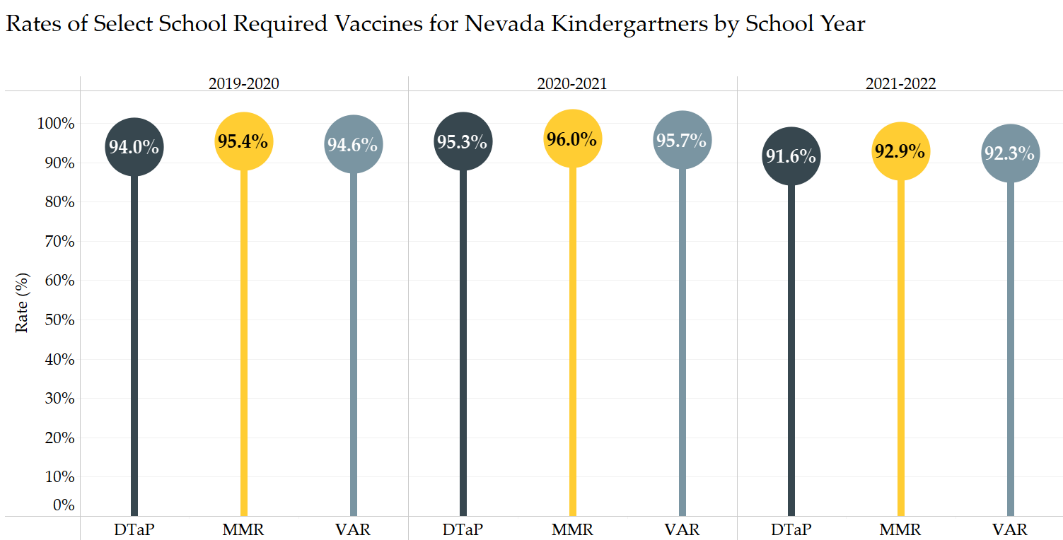 Rates of Select School Required Vaccines for Nevada Kindergartners by School Year
2019-2020 2020-2021 2021-2022
100%
90%
80%
70%
60%
50%
40%
30%
20%
10%
0%
Rate (%)
94.0% 95.4% 94.6% 95.3% 96.0% 95.7% 91.6% 92.9% 92.3%
DTaP MMR VAR DTaP MMR VAR DTaP MMR VAR